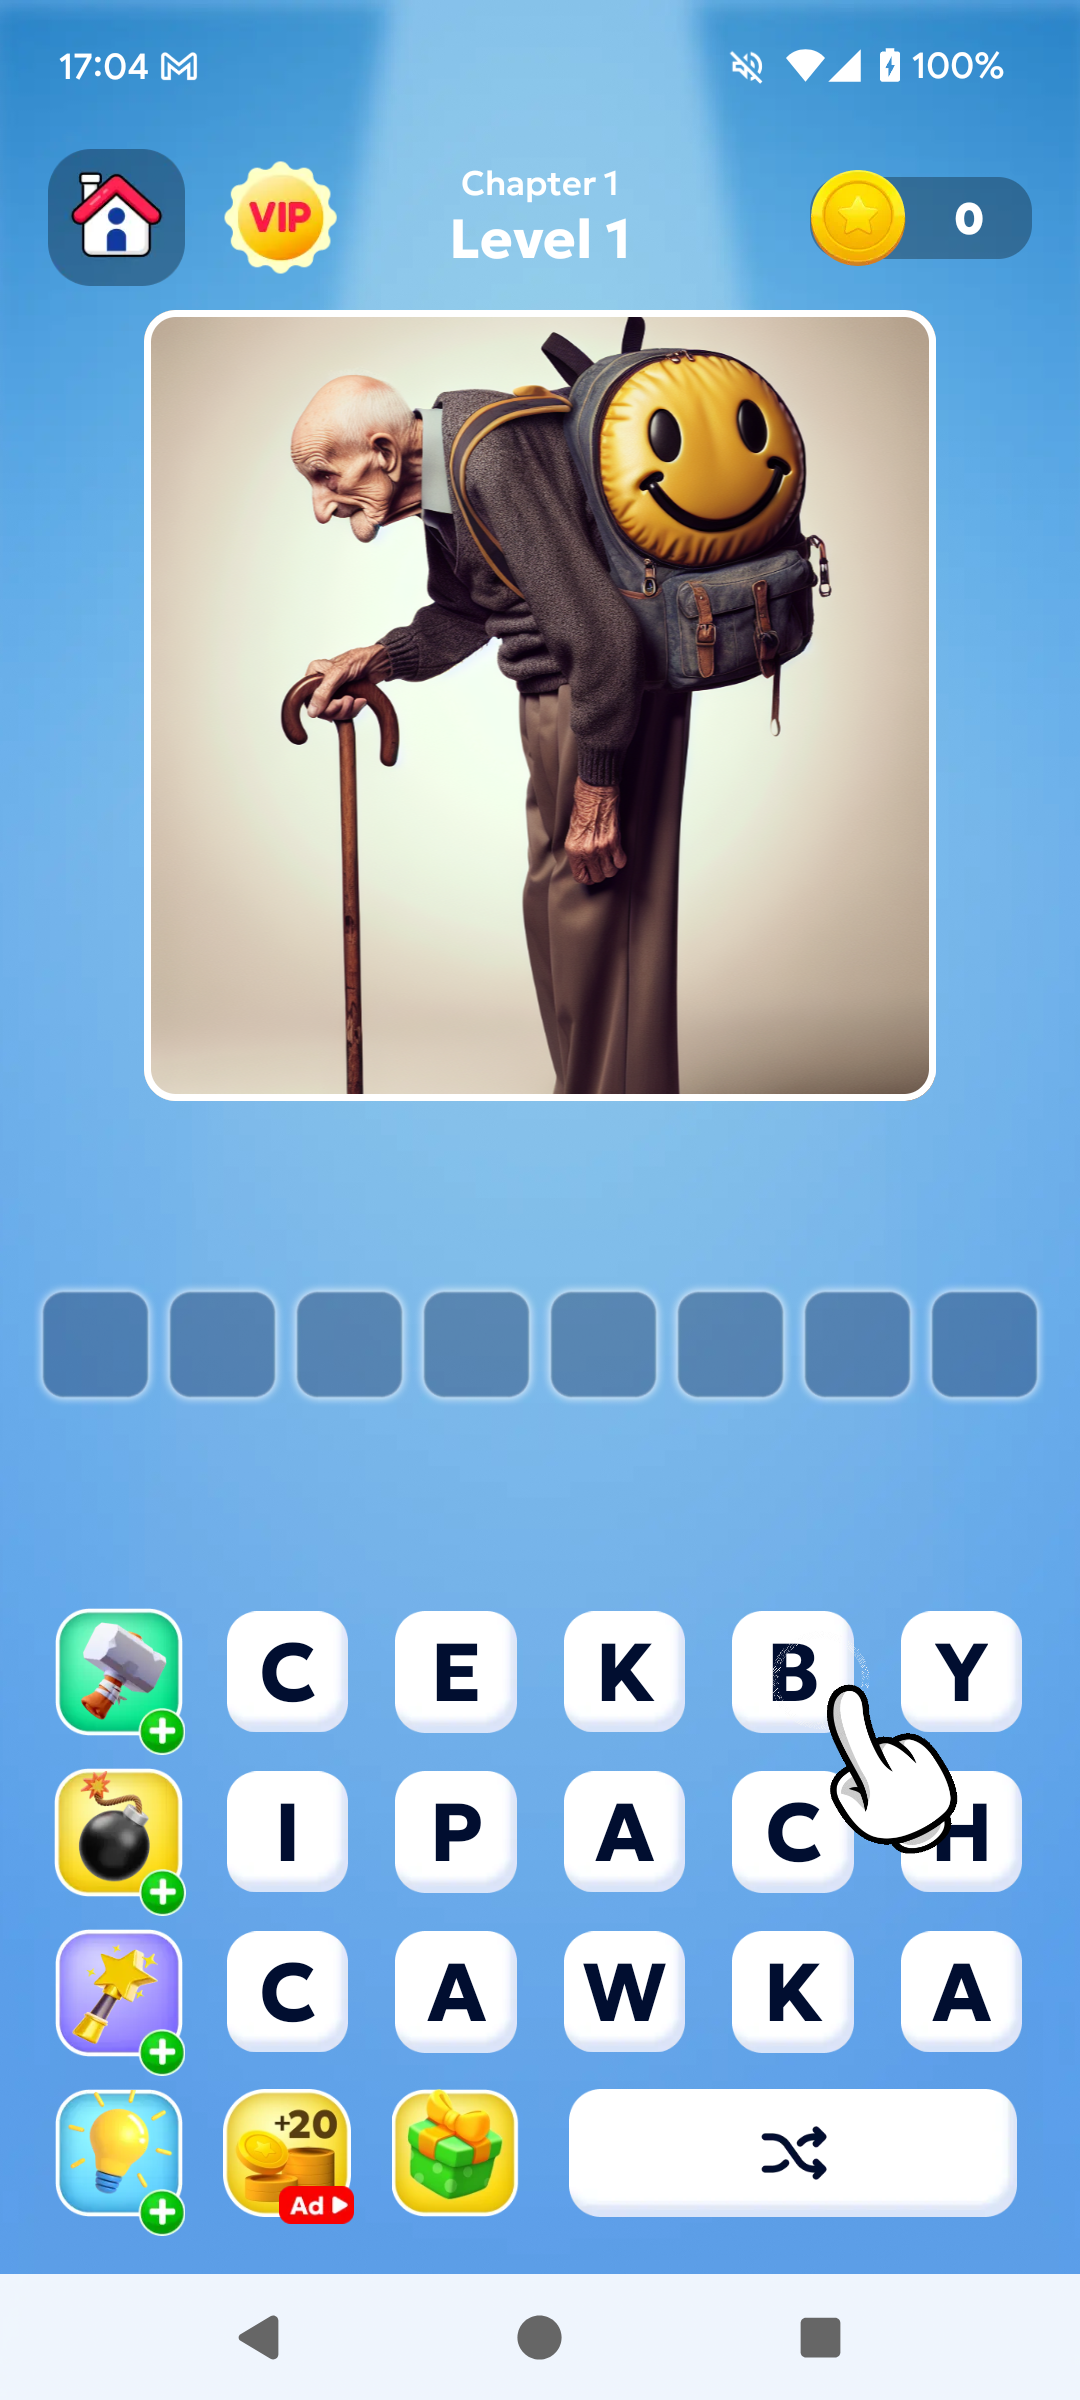 17:04
100%
VIP
Chapter 1
Level 1
0
C E K B Y
I P A C H
C A W K A
+20
Ad